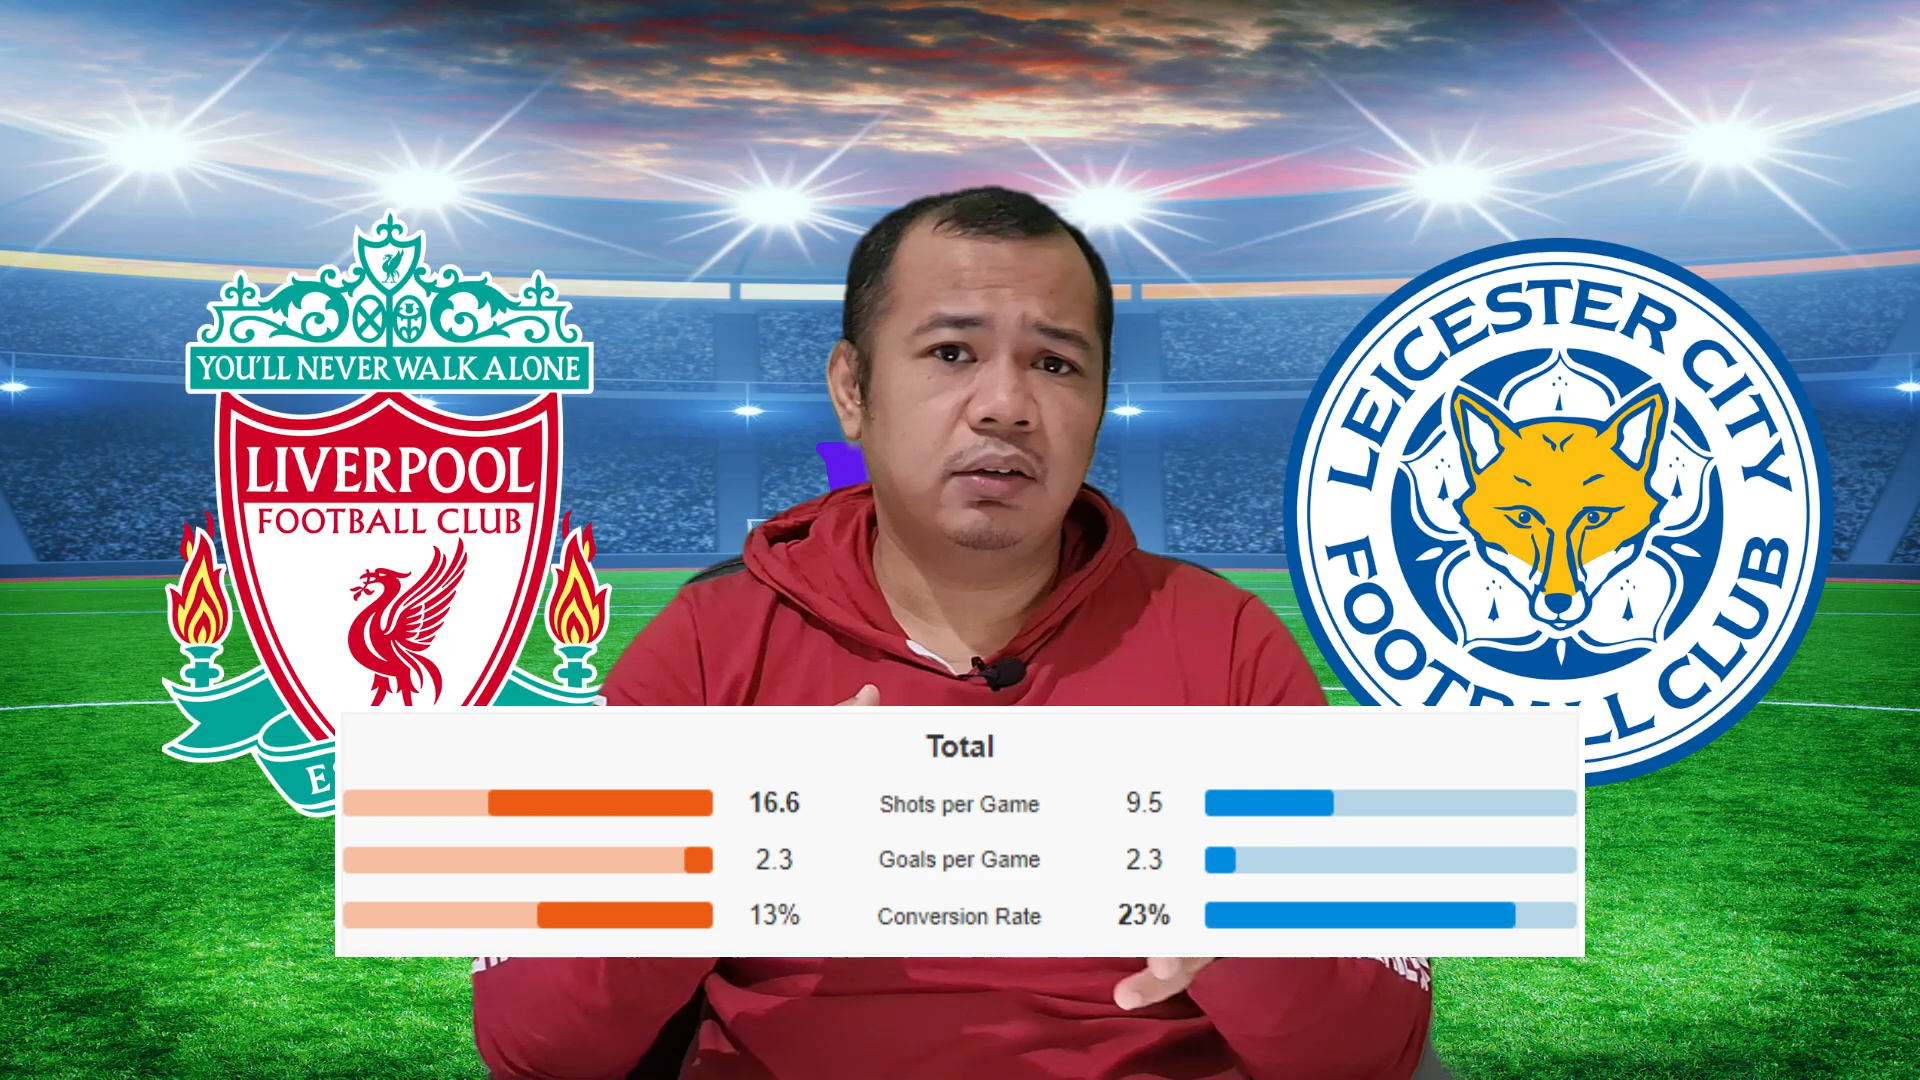 YOU'LL NEVER WALK ALONE
LIVERPOOL
FOOTBALL CLUB
LEICESTER CITY
FOOTBALL CLUB
Total
16.6 Shots per Game 9.5
2.3 Goals per Game 2.3
13% Conversion Rate 23%